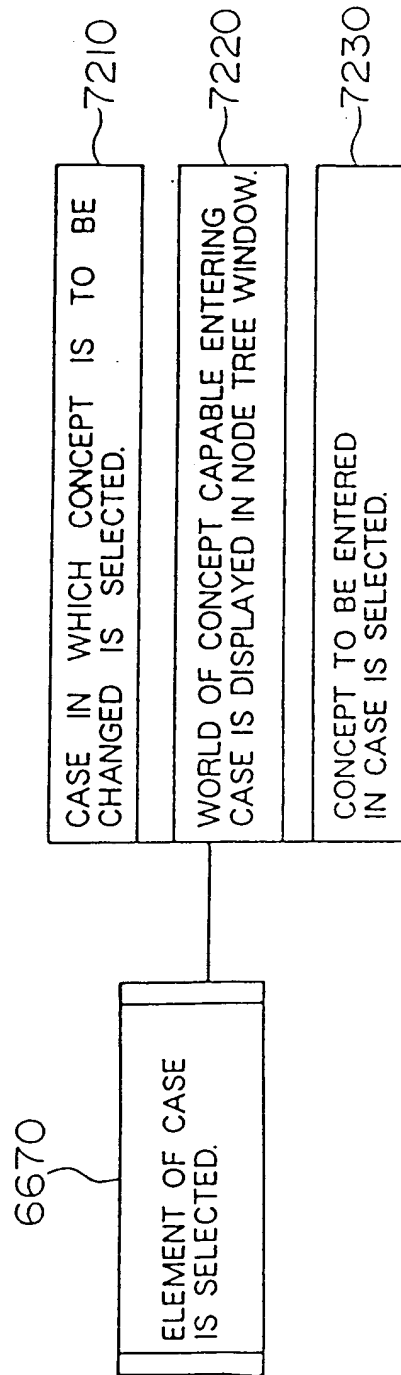 6670
ELEMENT OF CASE
IS SELECTED.
CASE IN WHICH CONCEPT IS TO BE
CHANGED IS SELECTED.
7210
WORLD OF CONCEPT CAPABLE ENTERING
CASE IS DISPLAYED IN NODE TREE WINDOW.
7220
CONCEPT TO BE ENTERED
IN CASE IS SELECTED.
7230